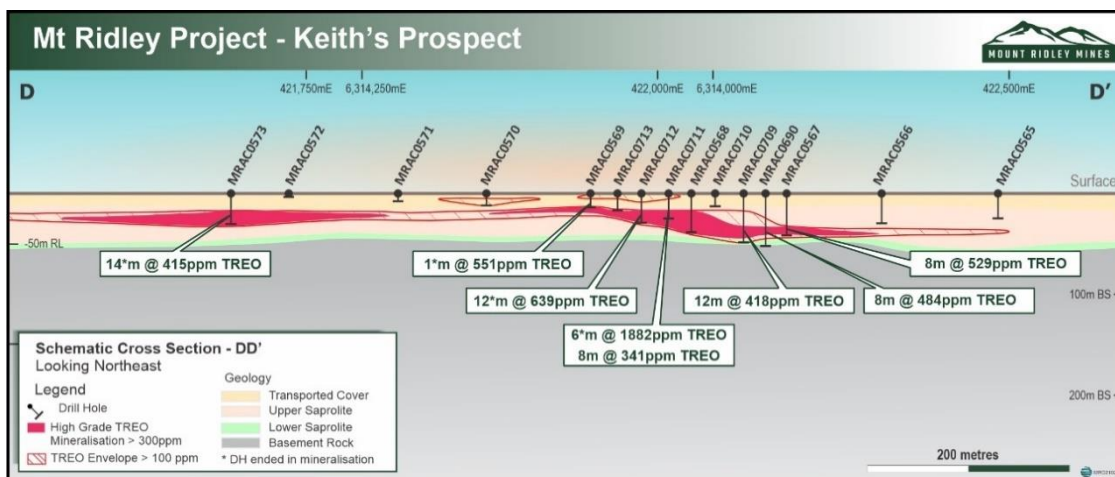 Mt Ridley Project - Keith's Prospect
MOUNT RIDLEY MINES
D
421,750mE
6,314,250mE
422,000mE
6,314,000mE
422,500mE
D'
MRAC0573
MRAC0572
MRAC0571
MRAC0570
MRAC0569
MRAC0713
MRAC0712
MRAC0711
MRAC0568
MRAC0710
MRAC0709
MRAC0690
MRAC0567
MRAC0566
MRAC0565
Surface
-50m RL
14*m @ 415ppm TREO
1*m @ 551ppm TREO
8m @ 529ppm TREO
12*m @ 639ppm TREO
12m @ 418ppm TREO
8m @ 484ppm TREO
100m BS
6*m @ 1882ppm TREO
8m @ 341ppm TREO
Schematic Cross Section - DD'
Looking Northeast
Legend
Drill Hole
High Grade TREO
Mineralisation > 300ppm
TREO Envelope > 100 ppm
Geology
Transported Cover
Upper Saprolite
Lower Saprolite
Basement Rock
* DH ended in mineralisation
200m BS
200 metres